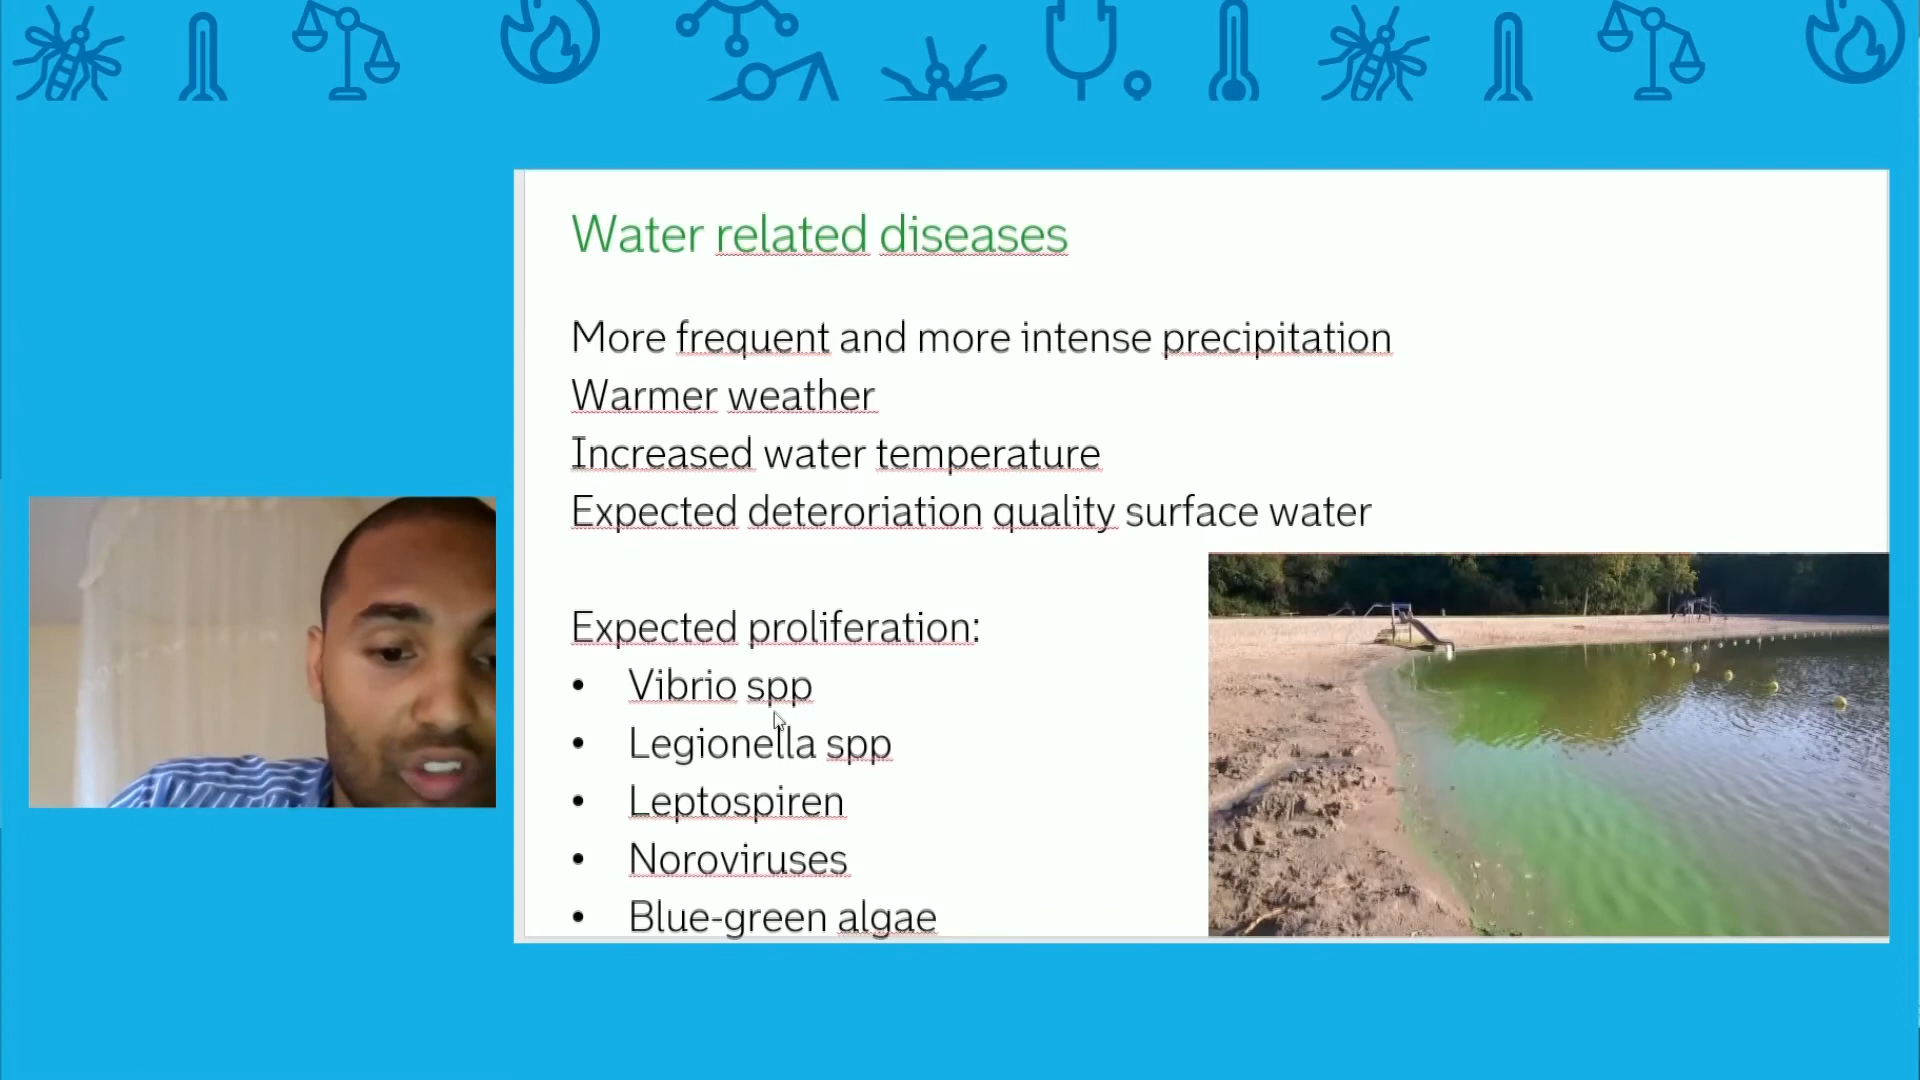 Water related diseases
More frequent and more intense precipitation
Warmer weather
Increased water temperature
Expected deteroriation quality surface water
Expected proliferation:
• Vibrio spp
• Legionella spp
• Leptospiren
• Noroviruses
• Blue-green algae